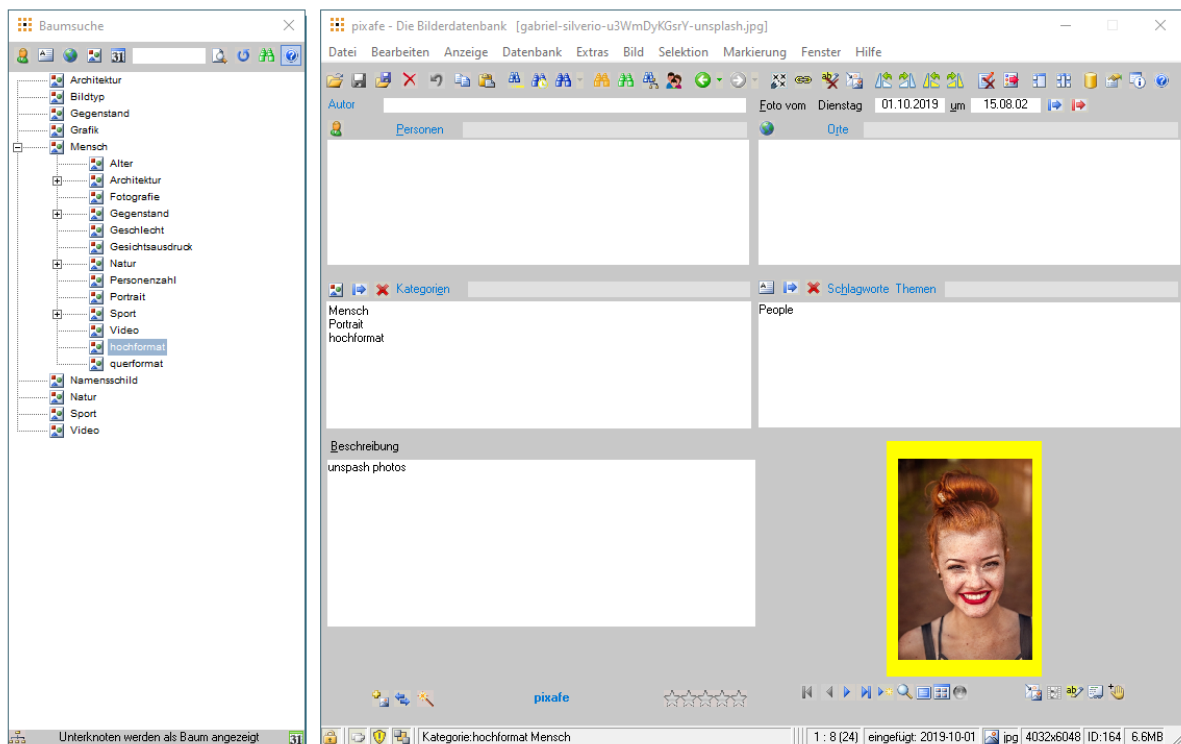 Baumsuche
31
Architektur
Bildtyp
Gegenstand
Grafik
Mensch
Alter
Architektur
Fotografie
Gegenstand
Geschlecht
Gesichtsausdruck
Natur
Personenzahl
Portrait
Sport
Video
hochformat
querformat
Namensschild
Natur
Sport
Video
Unterknoten werden als Baum angezeigt 31
pixafe - Die Bilderdatenbank [gabriel-silverio-u3WmDyKGsrY-unsplash.jpg]
Datei Bearbeiten Anzeige Datenbank Extras Bild Selektion Markierung Fenster Hilfe
Autor
Foto vom Dienstag 01.10.2019 um 15.08.02
Personen
Orte
Kategorien
Schlagworte Themen
Mensch
Portrait
hochformat
People
Beschreibung
unspash photos
pixafe
Kategorie:hochformat Mensch
1 : 8 (24) eingefügt: 2019-10-01 jpg 4032x6048 ID:164 6.6MB